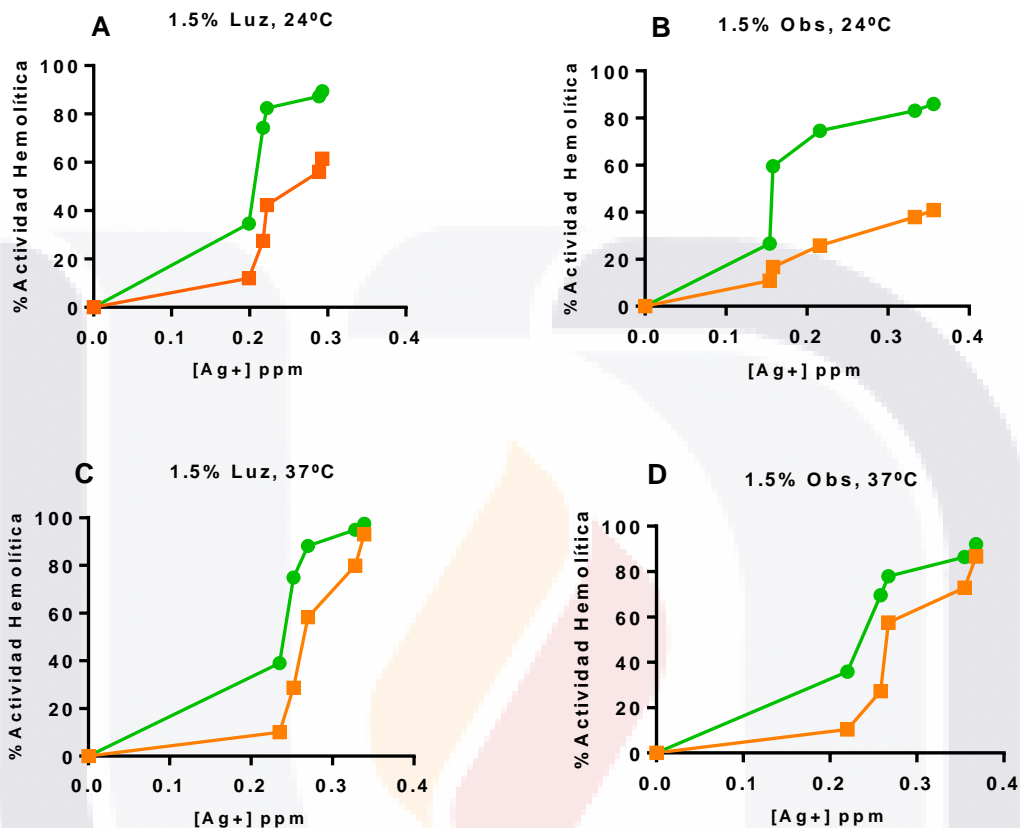 A
1.5% Luz, 24ºC
% Actividad Hemolítica
100
80
60
40
20
0
0.0 0.1 0.2 0.3 0.4
[Ag+] ppm
B
1.5% Obs, 24ºC
% Actividad Hemolítica
100
80
60
40
20
0
0.0 0.1 0.2 0.3 0.4
[Ag+] ppm
C
1.5% Luz, 37ºC
% Actividad Hemolítica
100
80
60
40
20
0
0.0 0.1 0.2 0.3 0.4
[Ag+] ppm
D
1.5% Obs, 37ºC
% Actividad Hemolítica
100
80
60
40
20
0
0.0 0.1 0.2 0.3 0.4
[Ag+] ppm